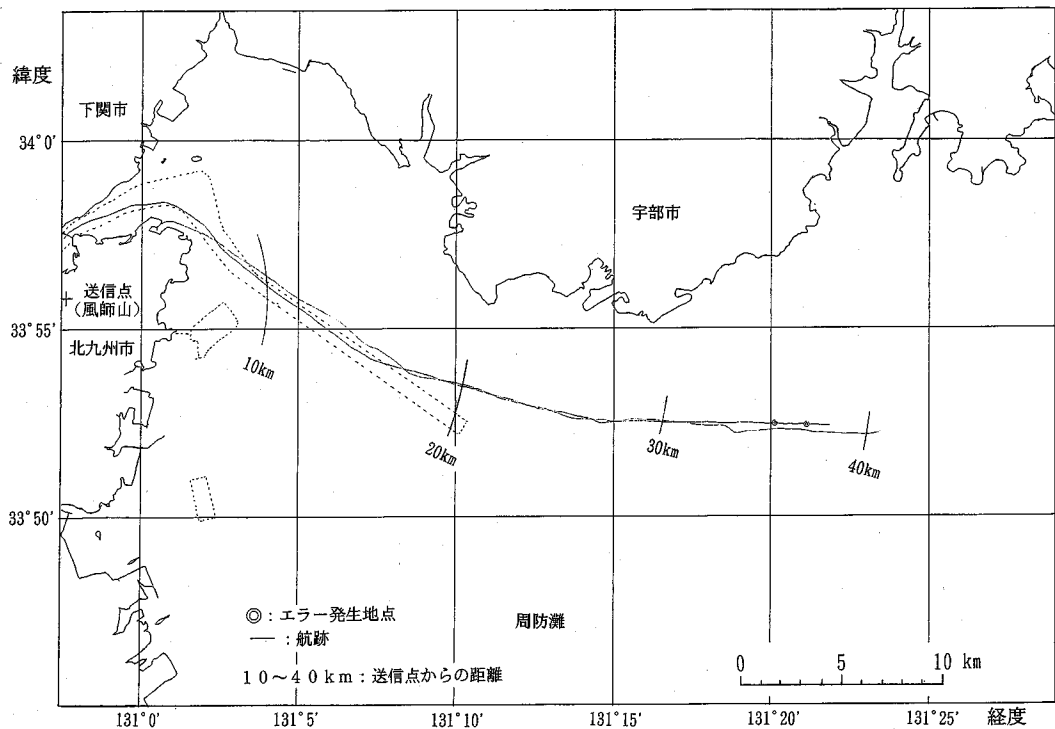 緯度
下関市
34°0'
宇部市
送信点
(風師山)
33°55'
北九州市
10km
20km
30km
40km
33°50'
◎:エラー発生地点
―:航跡
10~40km:送信点からの距離
周防灘
0 5 10 km
131°0' 131°5' 131°10' 131°15' 131°20' 131°25' 経度